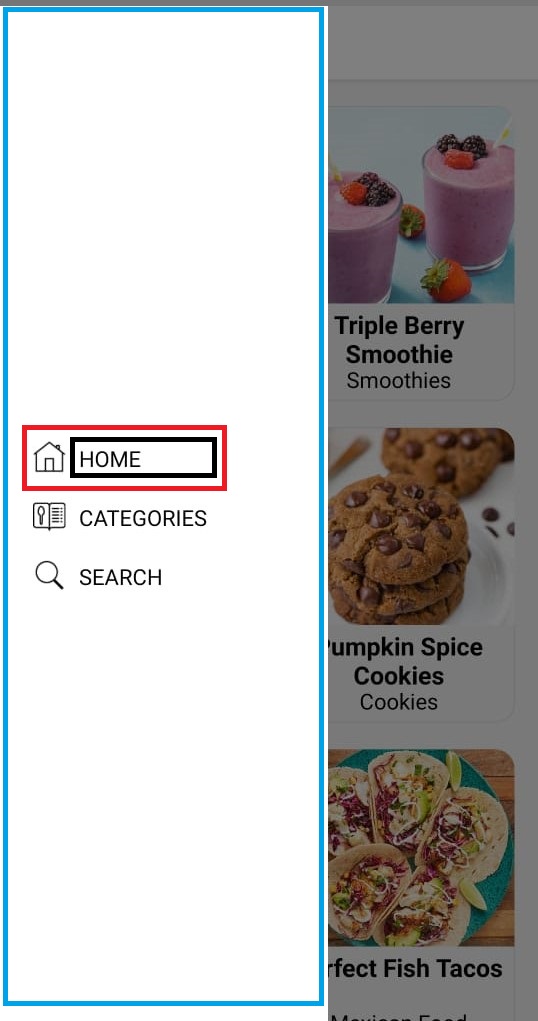 HOME
CATEGORIES
SEARCH
Triple Berry
Smoothie
Smoothies
Pumpkin Spice
Cookies
Cookies
rfect Fish Tacos
Mexican Food